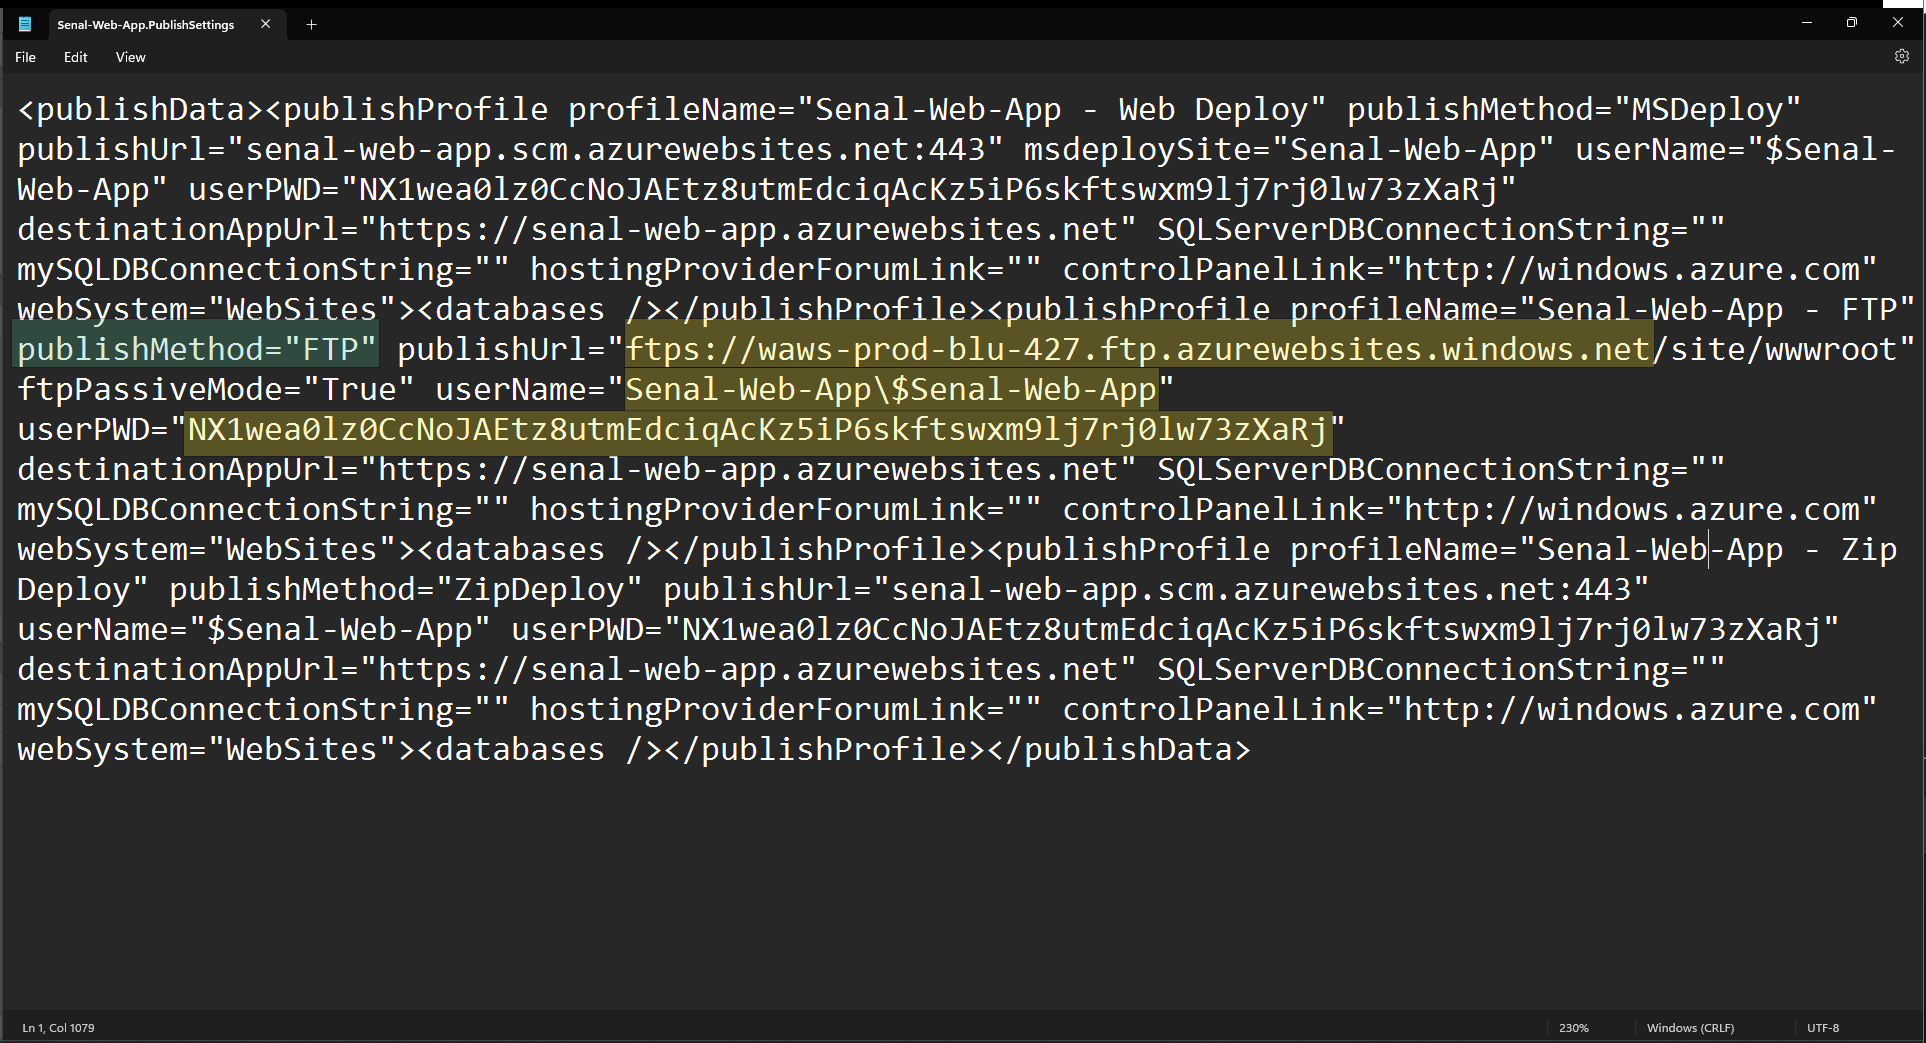 Senal-Web-App.PublishSettings
File Edit View
<publishData><publishProfile profileName="Senal-Web-App - Web Deploy" publishMethod="MSDeploy"
publishUrl="senal-web-app.scm.azurewebsites.net:443" msdeploySite="Senal-Web-App" userName="$Senal-
Web-App" userPWD="NX1wea0lz0CcNoJAEtz8utmEdciqAcKz5iP6skftswxm9lj7rj0lw73zXaRj"
destinationAppUrl="https://senal-web-app.azurewebsites.net" SQLServerDBConnectionString=""
mySQLDBConnectionString="" hostingProviderForumLink="" controlPanelLink="http://windows.azure.com"
webSystem="WebSites"><databases /></publishProfile><publishProfile profileName="Senal-Web-App - FTP"
publishMethod="FTP" publishUrl="ftps://waws-prod-blu-427.ftp.azurewebsites.windows.net/site/wwwroot"
ftpPassiveMode="True" userName="Senal-Web-App\$Senal-Web-App"
userPWD="NX1wea0lz0CcNoJAEtz8utmEdciqAcKz5iP6skftswxm9lj7rj0lw73zXaRj"
destinationAppUrl="https://senal-web-app.azurewebsites.net" SQLServerDBConnectionString=""
mySQLDBConnectionString="" hostingProviderForumLink="" controlPanelLink="http://windows.azure.com"
webSystem="WebSites"><databases /></publishProfile><publishProfile profileName="Senal-Web-App - Zip
Deploy" publishMethod="ZipDeploy" publishUrl="senal-web-app.scm.azurewebsites.net:443"
userName="$Senal-Web-App" userPWD="NX1wea0lz0CcNoJAEtz8utmEdciqAcKz5iP6skftswxm9lj7rj0lw73zXaRj"
destinationAppUrl="https://senal-web-app.azurewebsites.net" SQLServerDBConnectionString=""
mySQLDBConnectionString="" hostingProviderForumLink="" controlPanelLink="http://windows.azure.com"
webSystem="WebSites"><databases /></publishProfile></publishData>
Ln 1, Col 1079 230% Windows (CRLF) UTF-8